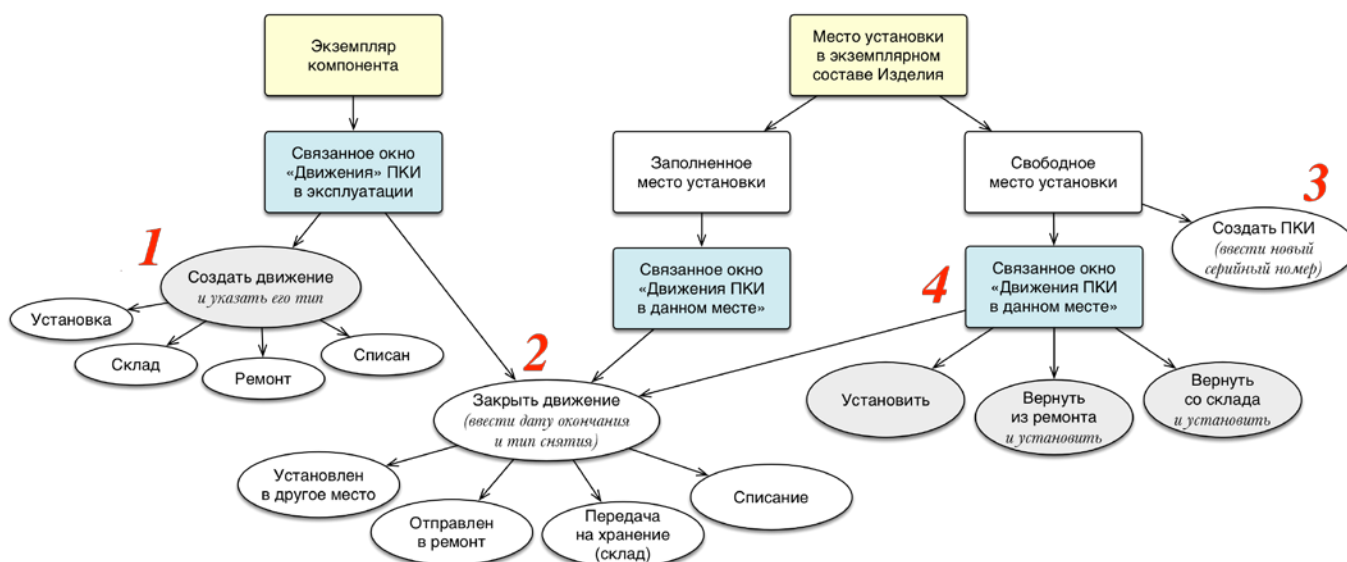 Экземпляр
компонента
Место установки
в экземплярном
составе Изделия
Связанное окно
«Движения» ПКИ
в эксплуатации
Заполненное
место установки
Свободное
место установки
3
Создать ПКИ
(ввести новый
серийный номер)
1
Создать движение
и указать его тип
Установка
Склад
Ремонт
Списан
Связанное окно
«Движения ПКИ
в данном месте»
4
Связанное окно
«Движения ПКИ
в данном месте»
2
Закрыть движение
(ввести дату окончания
и тип снятия)
Установить
Вернуть
из ремонта
и установить
Вернуть
со склада
и установить
Установлен
в другое место
Отправлен
в ремонт
Передача
на хранение
(склад)
Списание